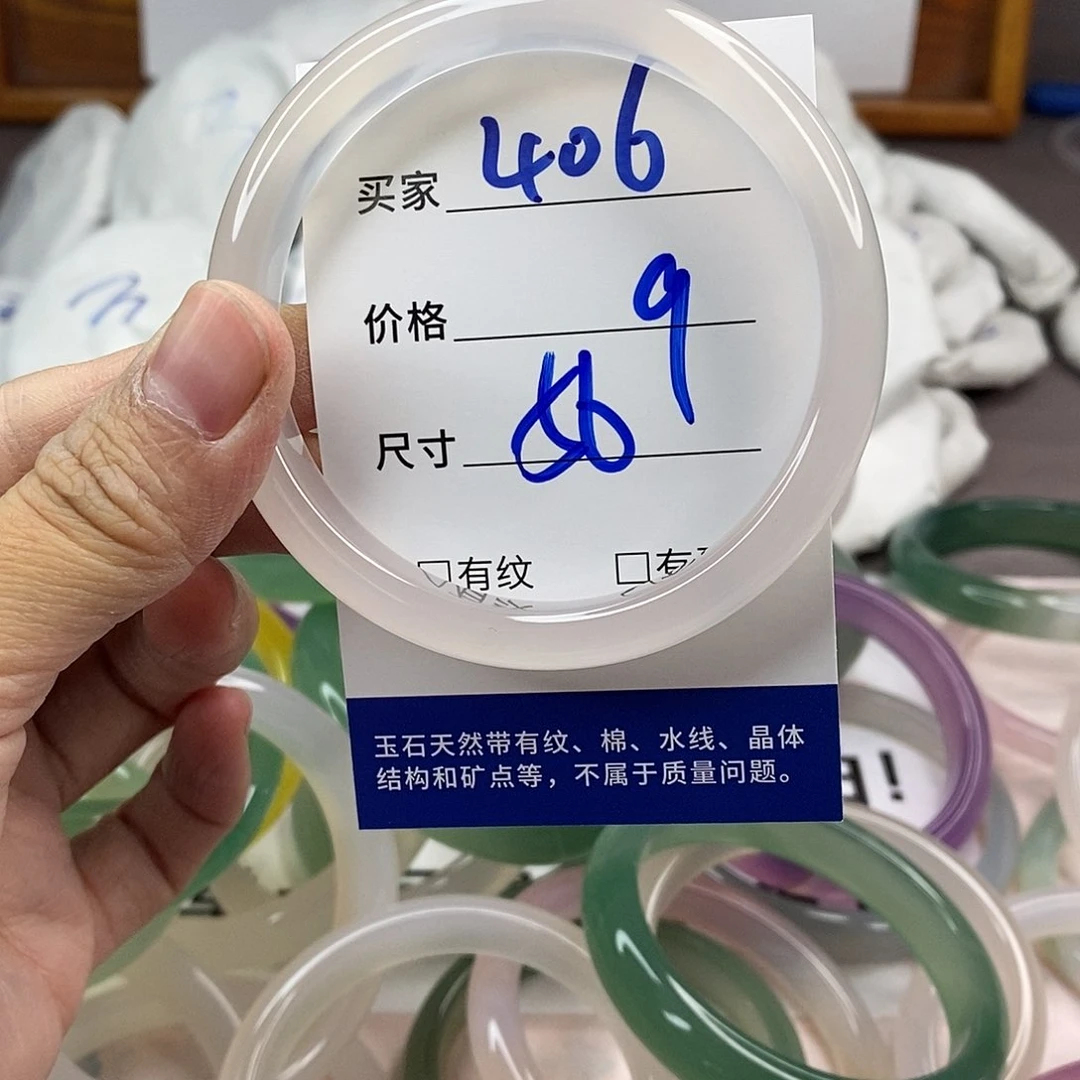 买家 406
价格 9
尺寸
□有纹 □有
玉石天然带有纹、棉、水线、晶体
结构和矿点等，不属于质量问题。